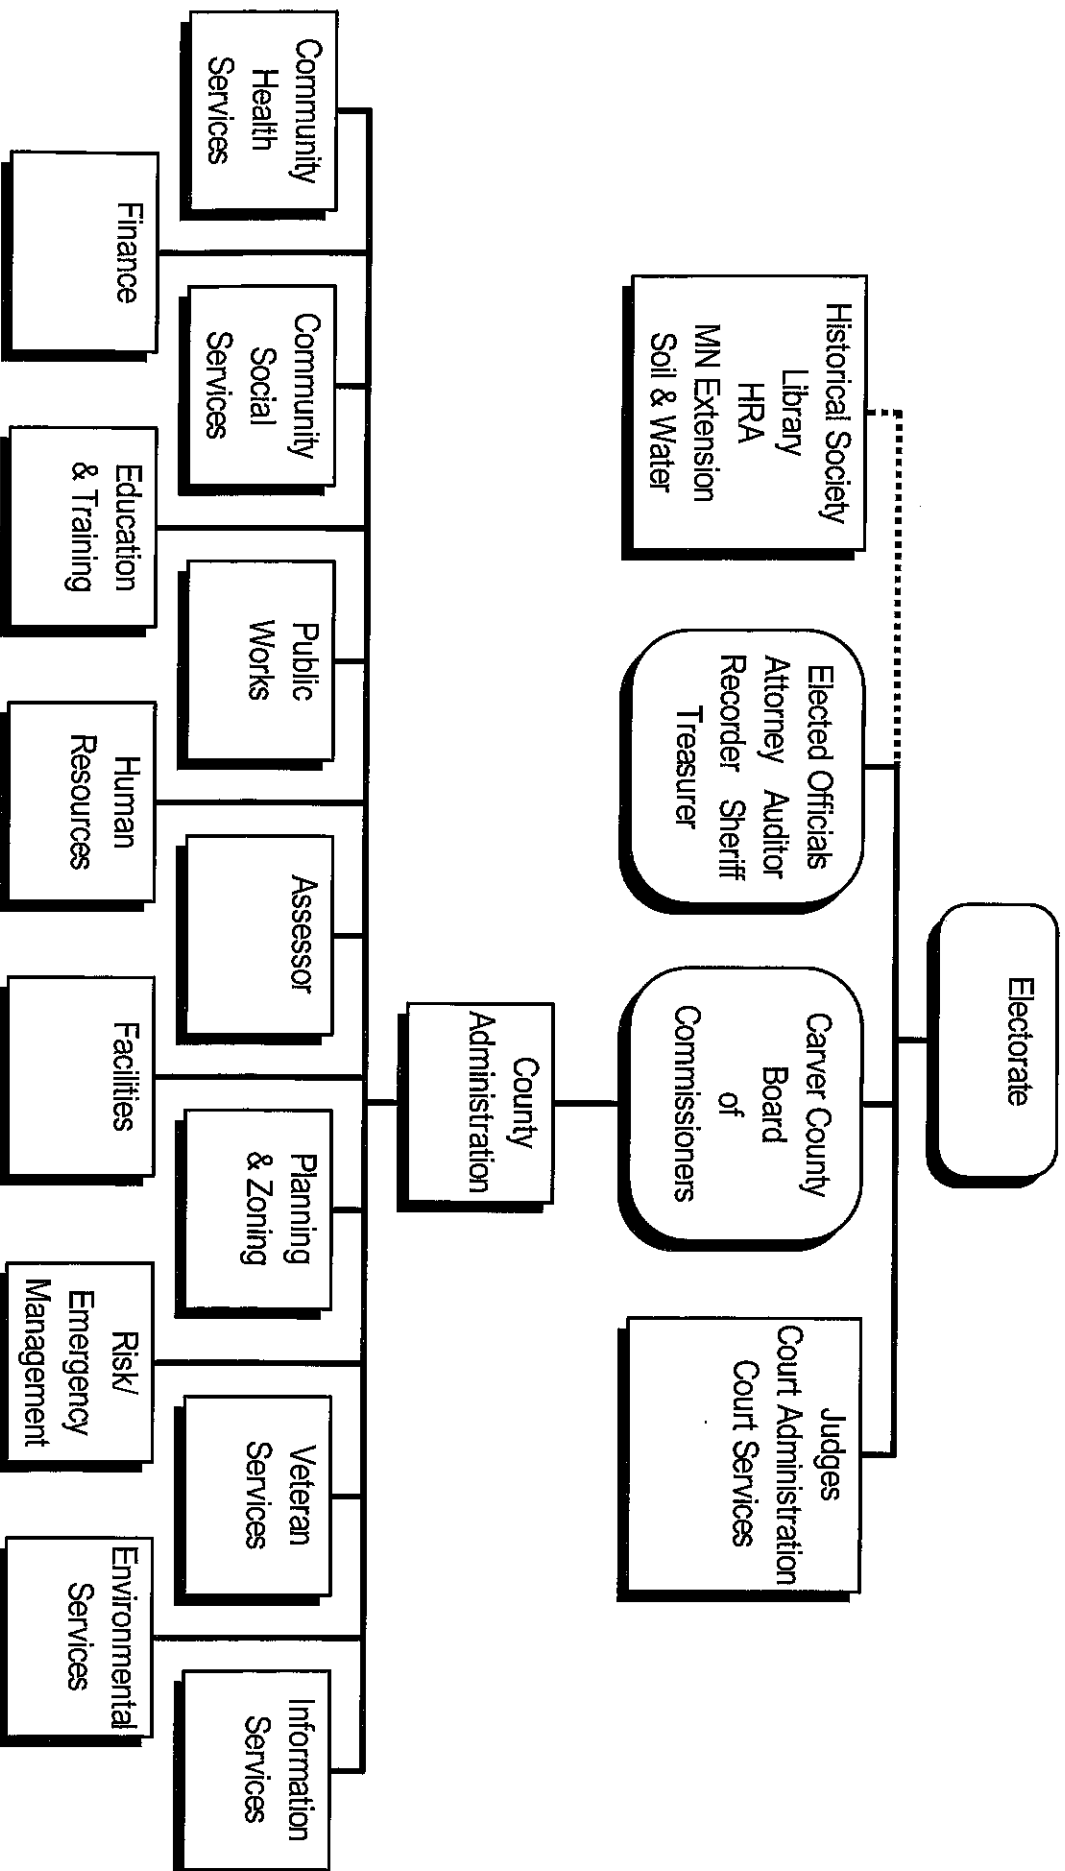 Electorate
Historical Society
Library
HRA
MN Extension
Soil & Water
Elected Officials
Attorney Auditor
Recorder Sheriff
Treasurer
Carver County
Board
of
Commissioners
Judges
Court Administration
Court Services
County
Administration
Community
Health
Services
Community
Social
Services
Public
Works
Assessor
Planning
& Zoning
Veteran
Services
Information
Services
Finance
Education
& Training
Human
Resources
Facilities
Risk/
Emergency
Management
Environmental
Services